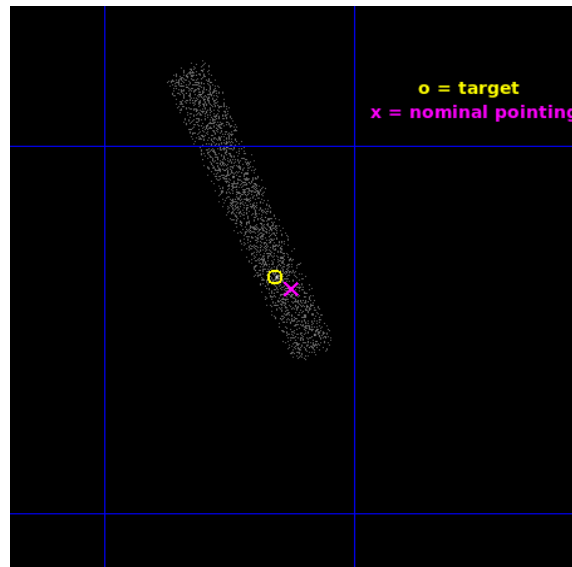 o = target
x = nominal pointing